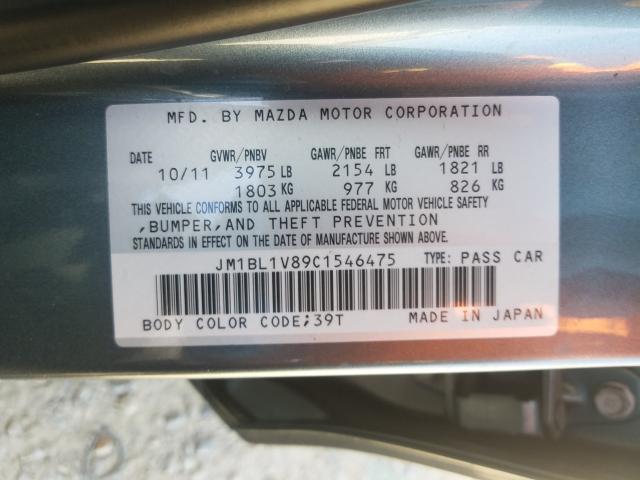 MFD. BY MAZDA MOTOR CORPORATION
DATE GVWR/PNBV GAWR/PNBE FRT GAWR/PNBE RR
10/11 3975 LB 2154 LB 1821 LB
1803 KG 977 KG 826 KG
THIS VEHICLE CONFORMS TO ALL APPLICABLE FEDERAL MOTOR VEHICLE SAFETY
,BUMPER,AND THEFT PREVENTION
STANDARDS IN EFFECT ON THE DATE OF MANUFACTURE SHOWN ABOVE.
JM1BL1V89C1546475 TYPE: PASS CAR
BODY COLOR CODE;39T MADE IN JAPAN